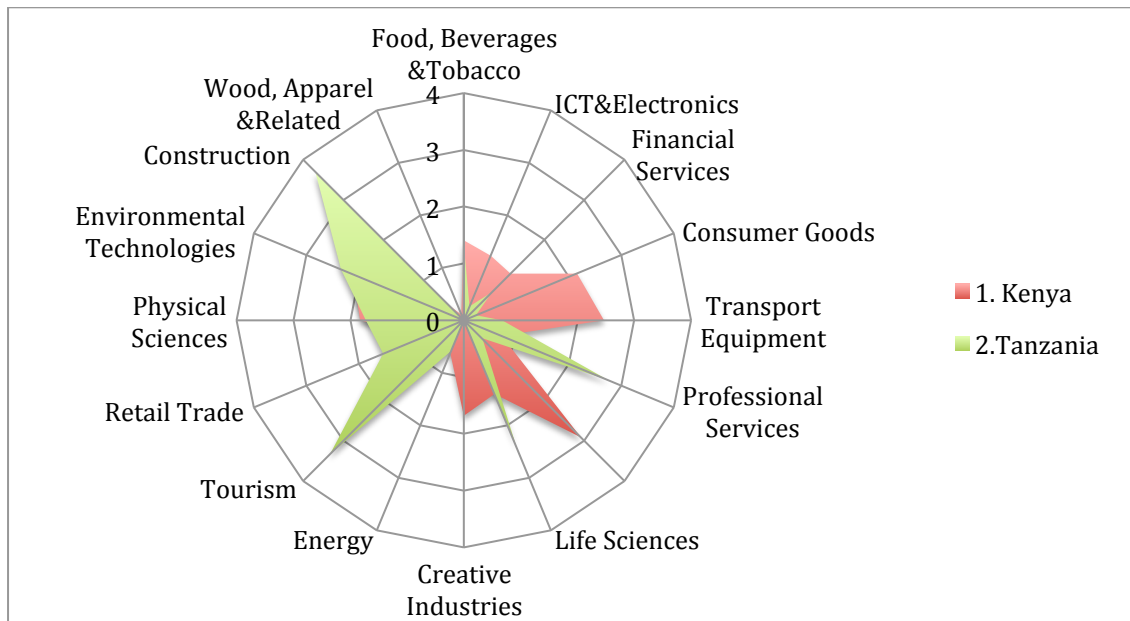 Food, Beverages
&Tobacco
ICT&Electronics
Financial
Services
Consumer Goods
Transport
Equipment
Professional
Services
Life Sciences
Creative
Industries
Energy
Tourism
Retail Trade
Physical
Sciences
Environmental
Technologies
Construction
Wood, Apparel
&Related
4
3
2
1
0
1. Kenya
2.Tanzania